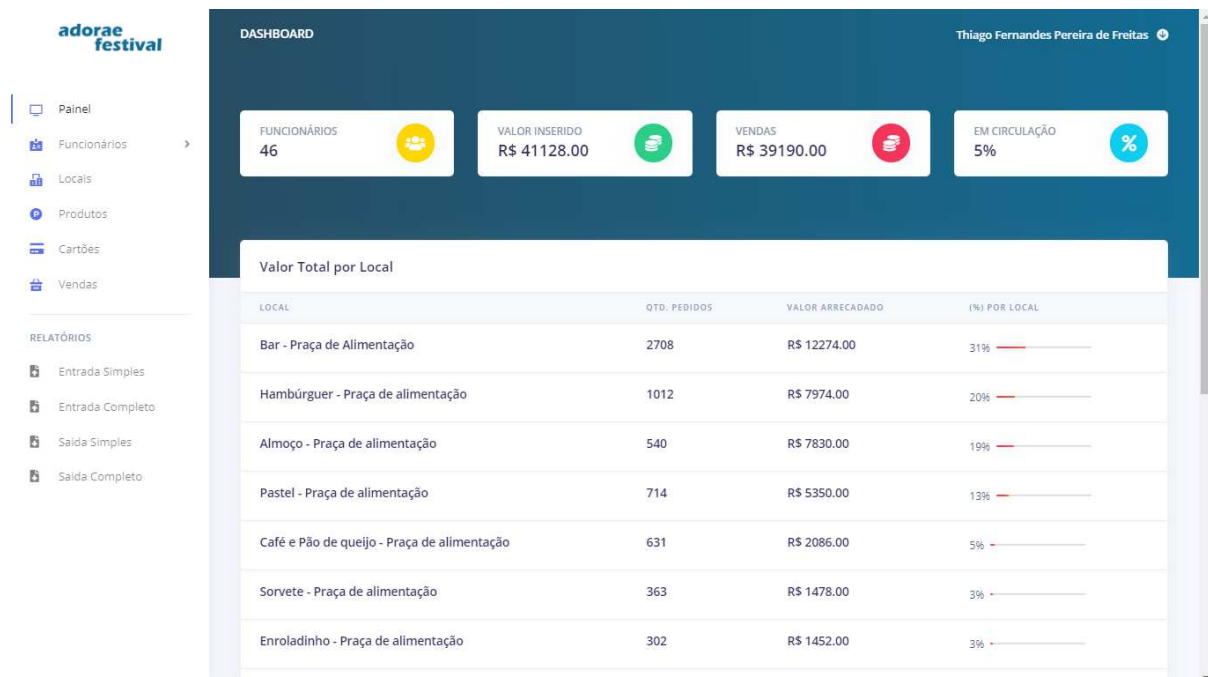 adorae
festival
DASHBOARD
Thiago Fernandes Pereira de Freitas
Painel
Funcionários
Locais
Produtos
Cartões
Vendas
RELATÓRIOS
Entrada Simples
Entrada Completo
Saida Simples
Saida Completo
FUNCIONÁRIOS
46
VALOR INSERIDO
R$ 41128.00
VENDAS
R$ 39190.00
EM CIRCULAÇÃO
5%
Valor Total por Local
LOCAL QTD. PEDIDOS VALOR ARRECADADO (%) POR LOCAL
Bar - Praça de Alimentação 2708 R$ 12274.00 31%
Hambúrguer - Praça de alimentação 1012 R$ 7974.00 20%
Almoço - Praça de alimentação 540 R$ 7830.00 19%
Pastel - Praça de alimentação 714 R$ 5350.00 13%
Café e Pão de queijo - Praça de alimentação 631 R$ 2086.00 5%
Sorvete - Praça de alimentação 363 R$ 1478.00 3%
Enroladinho - Praça de alimentação 302 R$ 1452.00 3%